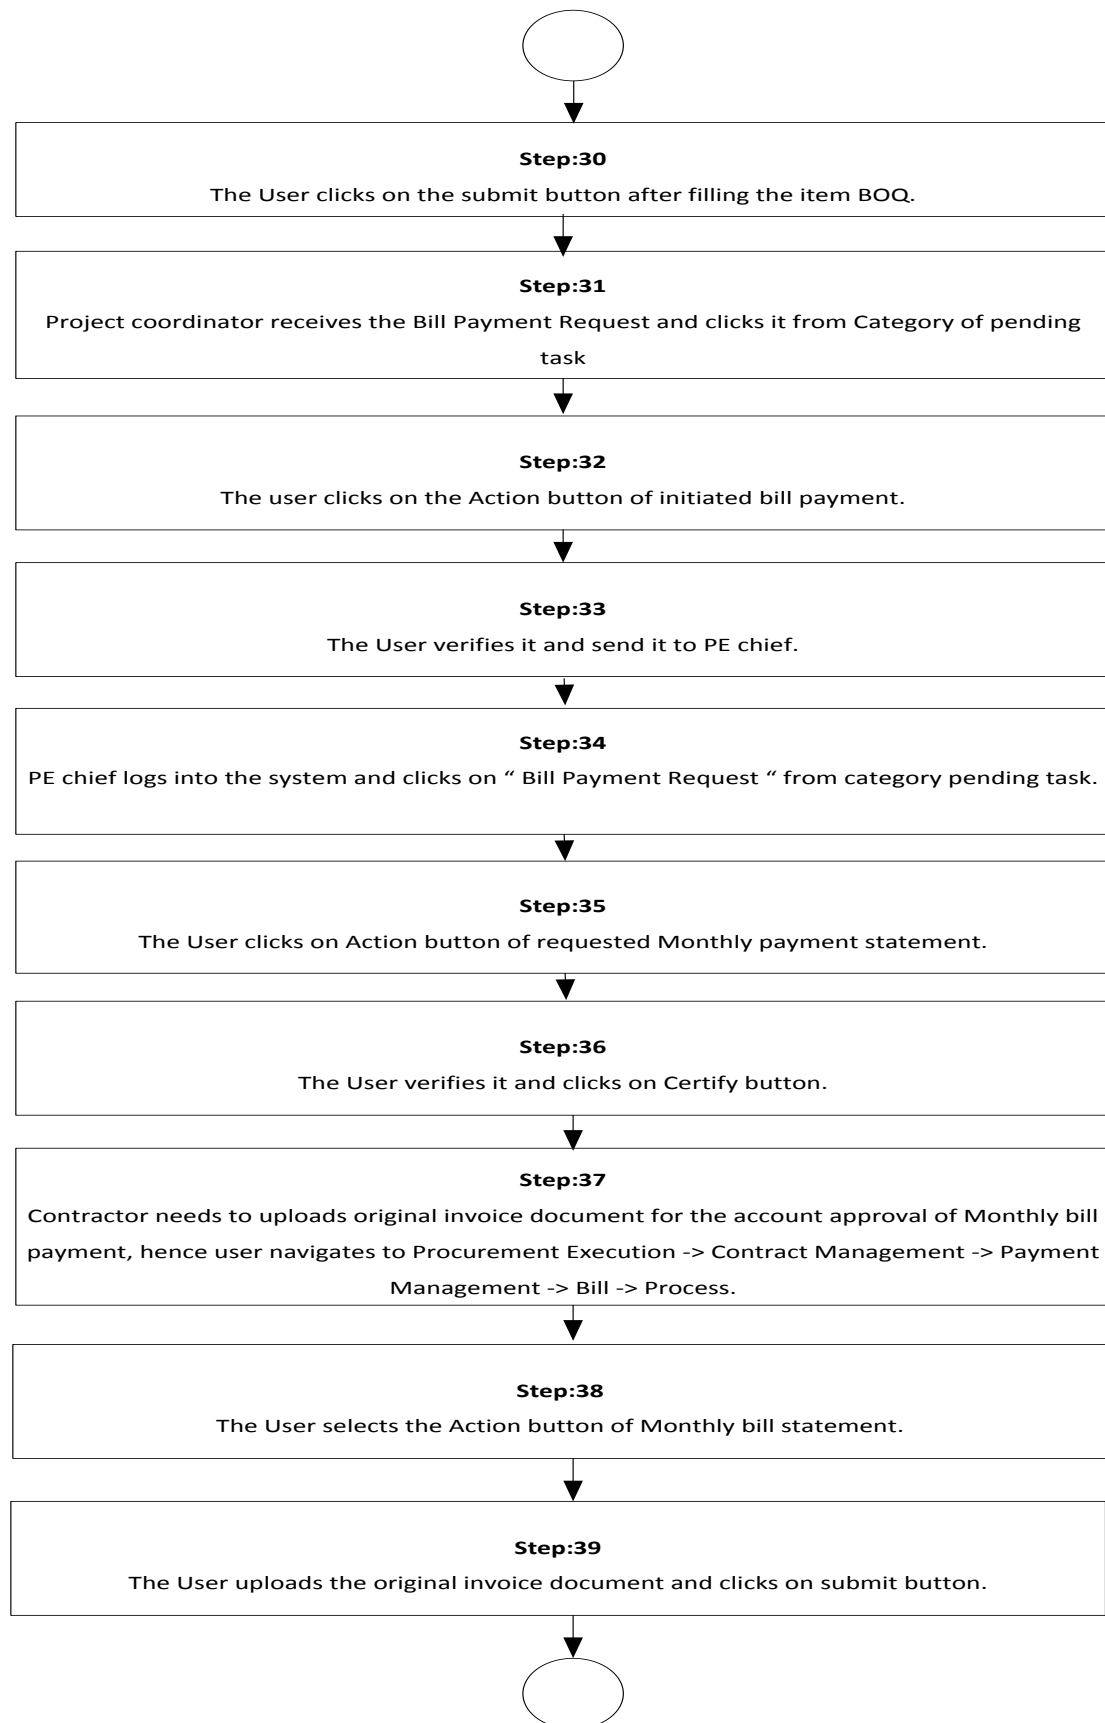 Step:30
The User clicks on the submit button after filling the item BOQ.
Step:31
Project coordinator receives the Bill Payment Request and clicks it from Category of pending
task
Step:32
The user clicks on the Action button of initiated bill payment.
Step:33
The User verifies it and send it to PE chief.
Step:34
PE chief logs into the system and clicks on “ Bill Payment Request “ from category pending task.
Step:35
The User clicks on Action button of requested Monthly payment statement.
Step:36
The User verifies it and clicks on Certify button.
Step:37
Contractor needs to uploads original invoice document for the account approval of Monthly bill
payment, hence user navigates to Procurement Execution -> Contract Management -> Payment
Management -> Bill -> Process.
Step:38
The User selects the Action button of Monthly bill statement.
Step:39
The User uploads the original invoice document and clicks on submit button.